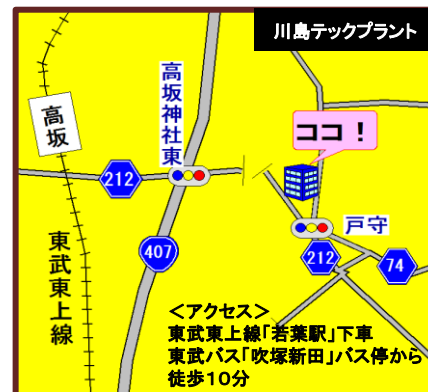 川島テックプラント
高坂神社東
ココ！
高坂
212
戸守
407
212
74
東武東上線
＜アクセス＞
東武東上線「若葉駅」下車
東武バス「吹塚新田」バス停から
徒歩１０分